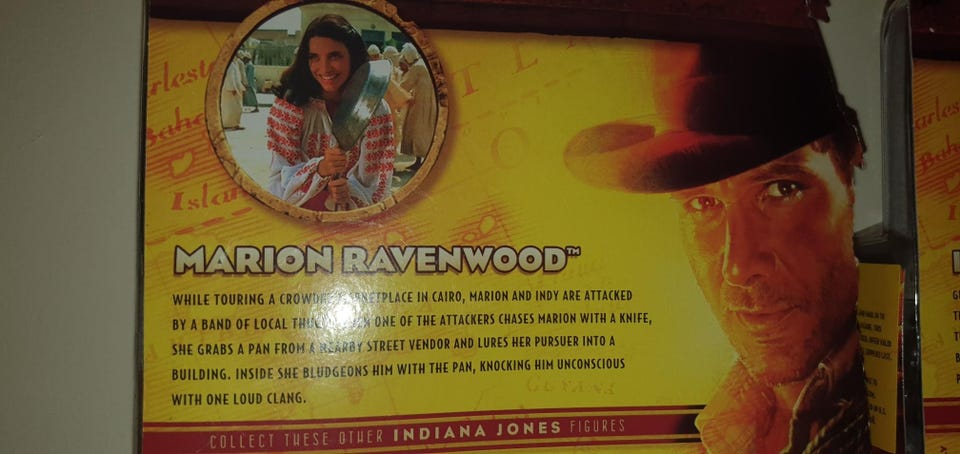 MARION RAVENWOOD™
WHILE TOURING A MARKETPLACE IN CAIRO, MARION AND INDY ARE ATTACKED
BY A BAND OF LOCAL ONE OF THE ATTACKERS CHASES MARION WITH A KNIFE,
SHE GRABS A PAN FROM A NEARBY STREET VENDOR AND LURES HER PURSUER INTO A
BUILDING. INSIDE SHE BLUDGEONS HIM WITH THE PAN, KNOCKING HIM UNCONSCIOUS
WITH ONE LOUD CLANG.
COLLECT THESE OTHER INDIANA JONES FIGURES